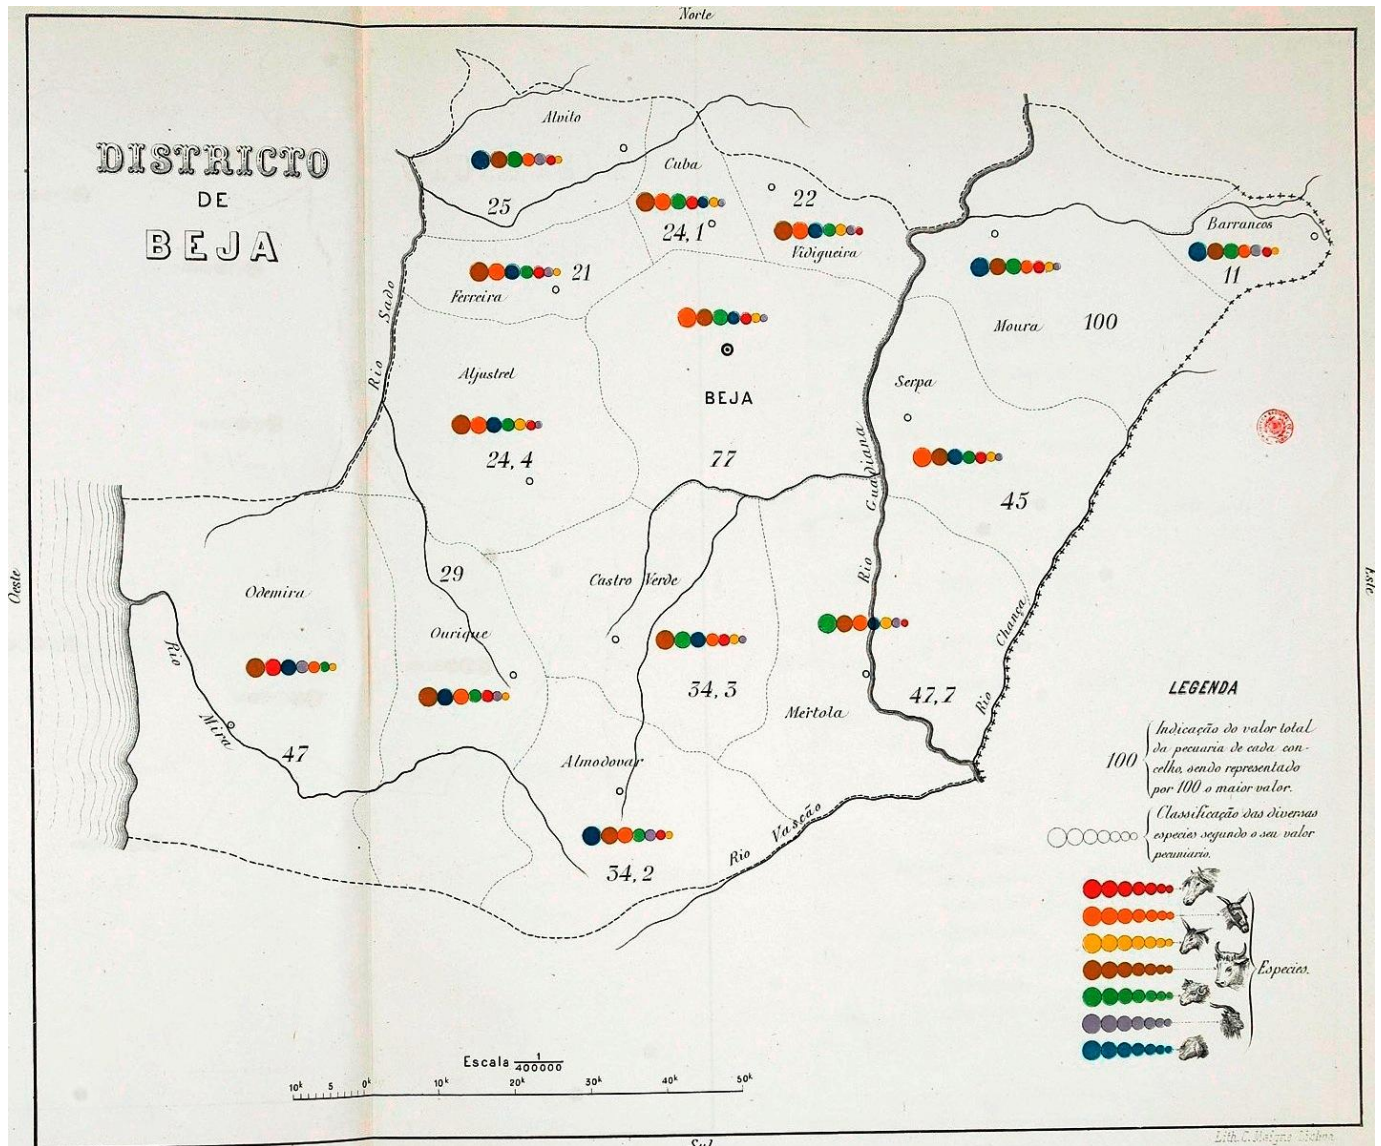 Norte
DISTRICTO
DE
BEJA
Alvito
25
Cuba
24,1
22
Vidigueira
Barrancos
11
21
Ferreira
Moura
100
Rio Sado
Aljustrel
24,4
BEJA
77
Serpa
45
Rio Guadiana
Oeste
Este
Odemira
47
Rio Mira
29
Ourique
Castro Verde
34,3
Mertola
47,7
Rio Chança
Almodovar
34,2
Rio Vascão
LEGENDA
100
Indicação do valor total
da pecuaria de cada con-
celho, sendo representado
por 100 o maior valor.
Classificação das diversas
especies segundo o seu valor
pecuniario.
Especies.
Escala 1/400000
10k 5 0k 10k 20k 30k 40k 50k
Sul